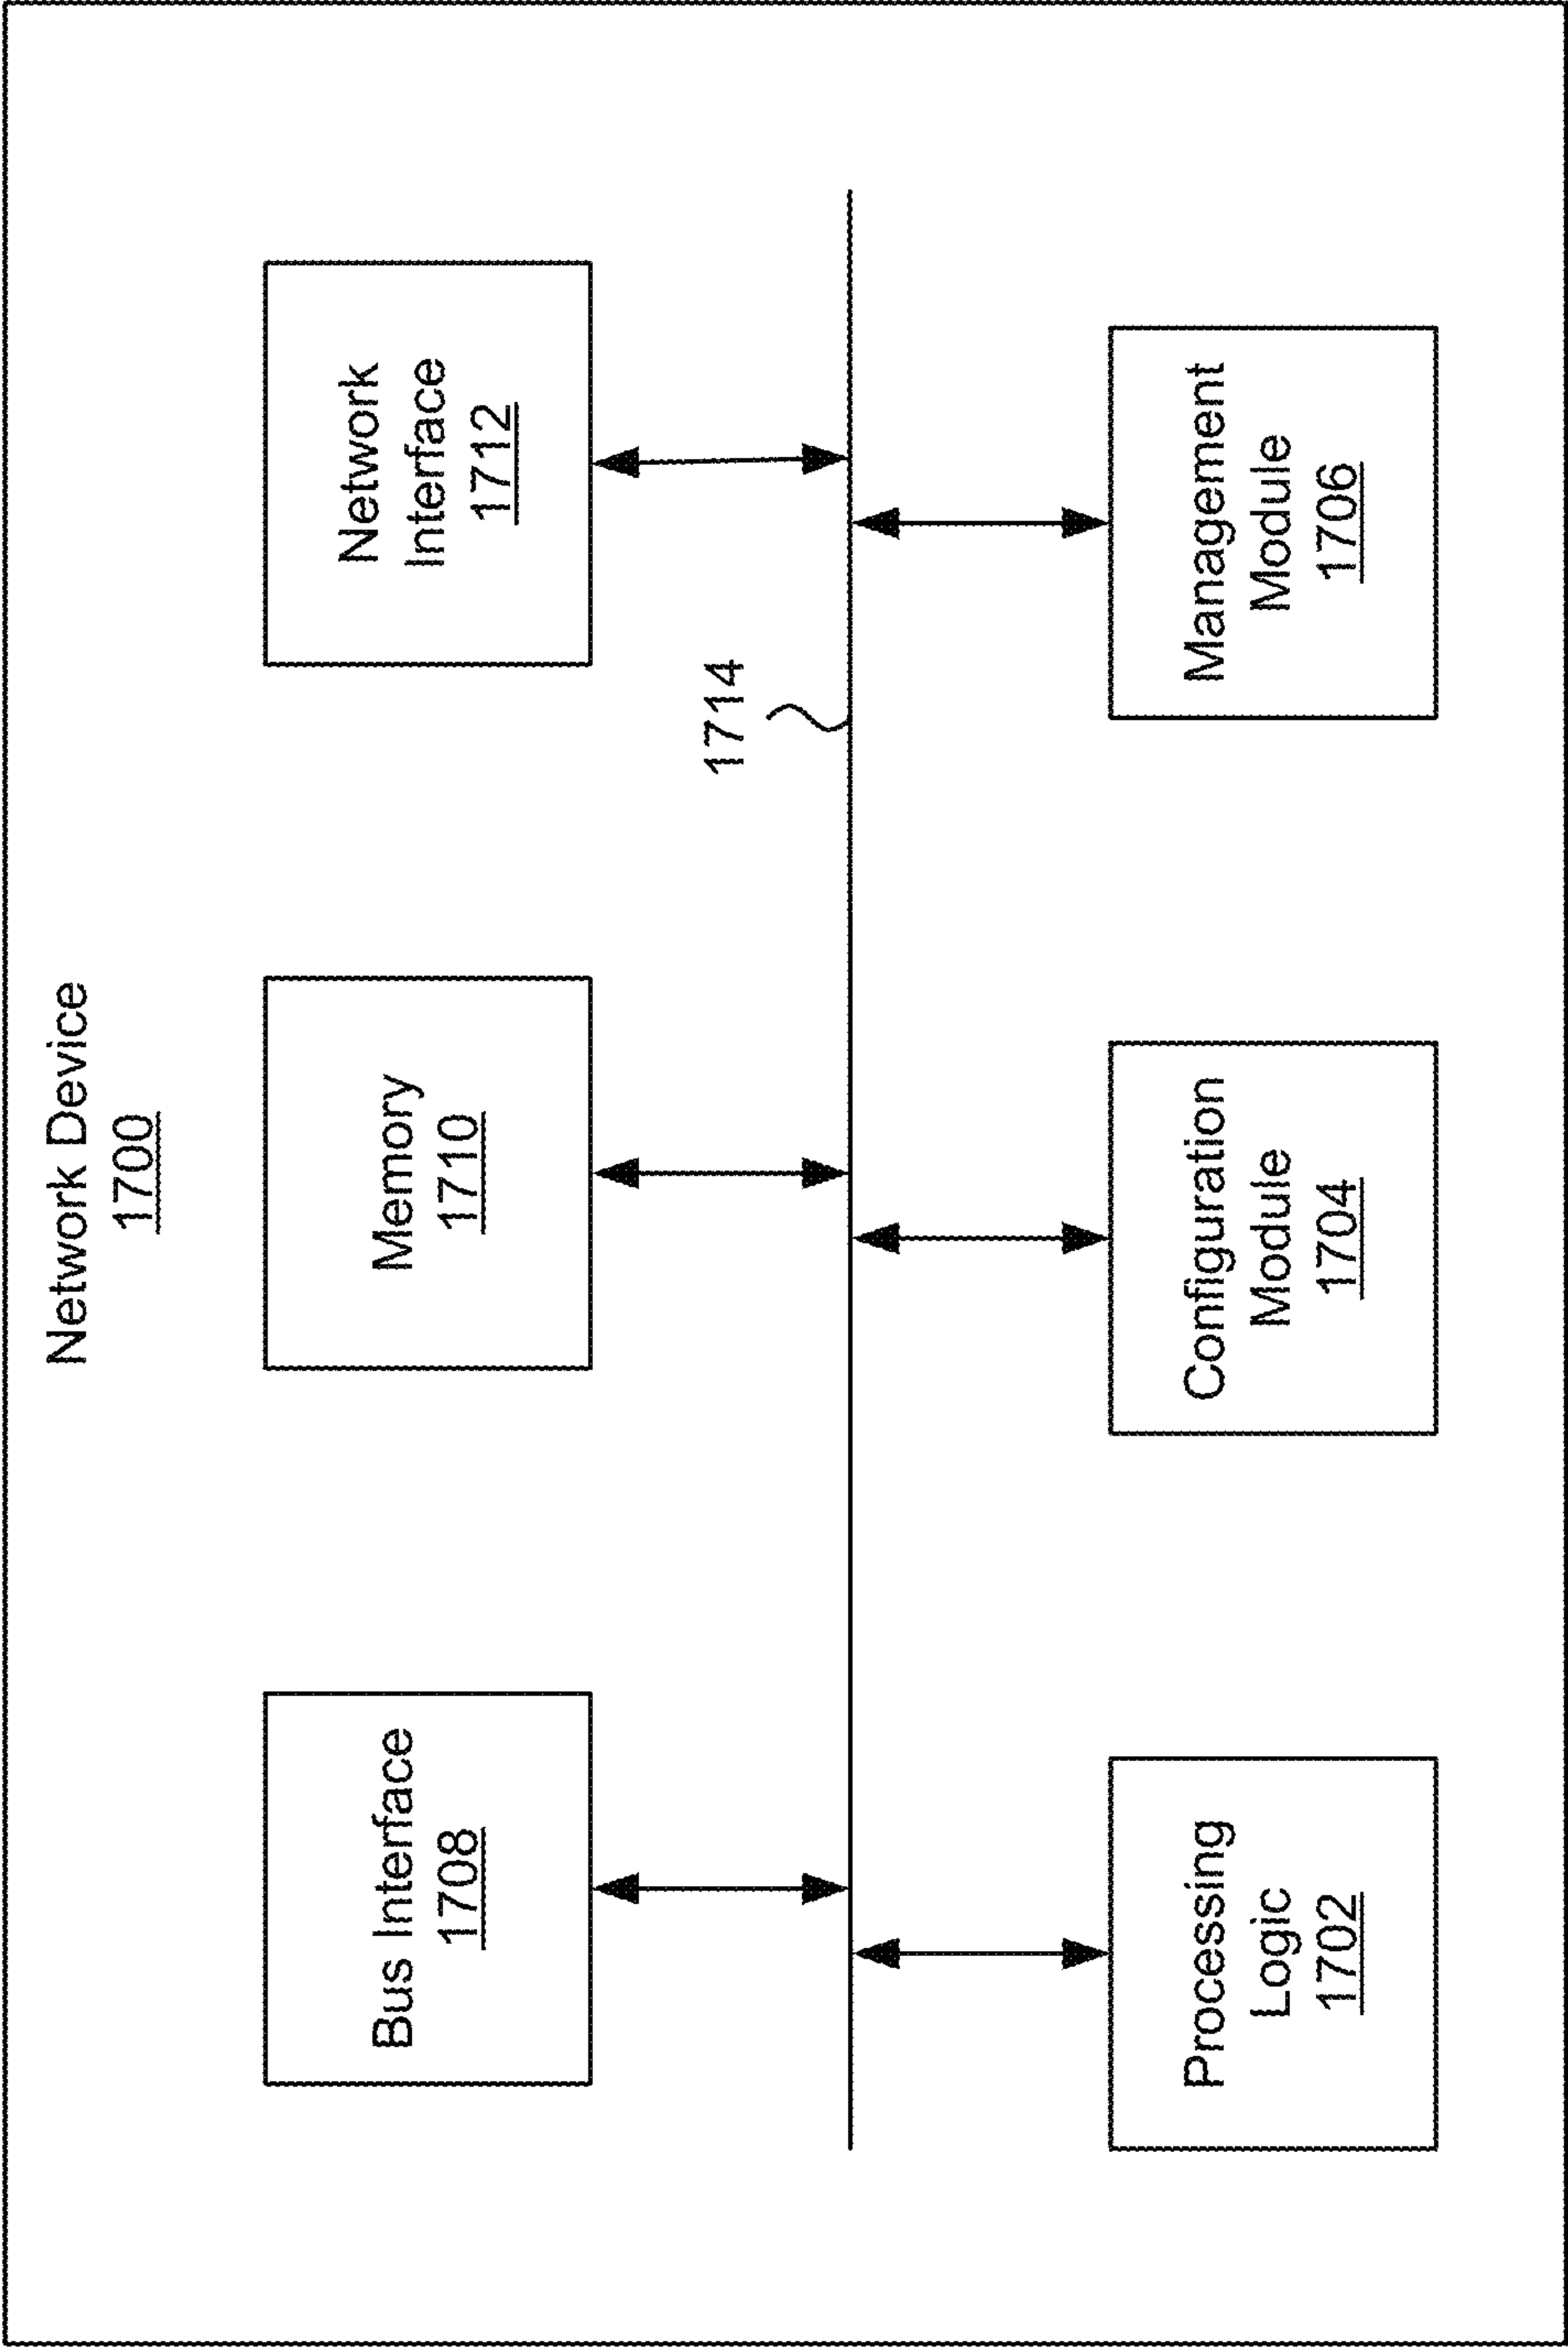 Network Device
1700
Bus Interface
1708
Memory
1710
Network
Interface
1712
1714
Processing
Logic
1702
Configuration
Module
1704
Management
Module
1706